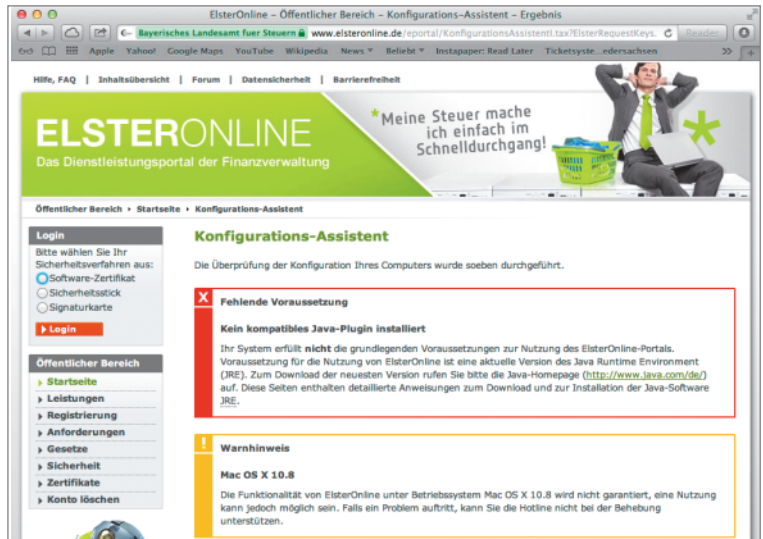 ElsterOnline – Öffentlicher Bereich – Konfigurations-Assistent – Ergebnis
Bayerisches Landesamt fuer Steuern www.elsteronline.de/eportal/KonfigurationsAssistentI.tax?ElsterRequestKeys. Reader
Apple Yahoo! Google Maps YouTube Wikipedia News Beliebt Instapaper: Read Later Ticketsyste...edersachsen
Hilfe, FAQ | Inhaltsübersicht | Forum | Datensicherheit | Barrierefreiheit
*Meine Steuer mache
ich einfach im
Schnelldurchgang!
ELSTERONLINE
Das Dienstleistungsportal der Finanzverwaltung
Öffentlicher Bereich › Startseite › Konfigurations-Assistent
Login
Bitte wählen Sie Ihr
Sicherheitsverfahren aus:
Software-Zertifikat
Sicherheitsstick
Signaturkarte
Login
Öffentlicher Bereich
Startseite
Leistungen
Registrierung
Anforderungen
Gesetze
Sicherheit
Zertifikate
Konto löschen
Konfigurations-Assistent
Die Überprüfung der Konfiguration Ihres Computers wurde soeben durchgeführt.
X Fehlende Voraussetzung
Kein kompatibles Java-Plugin installiert
Ihr System erfüllt nicht die grundlegenden Voraussetzungen zur Nutzung des ElsterOnline-Portals.
Voraussetzung für die Nutzung von ElsterOnline ist eine aktuelle Version des Java Runtime Environment
(JRE). Zum Download der neuesten Version rufen Sie bitte die Java-Homepage (http://www.java.com/de/)
auf. Diese Seiten enthalten detaillierte Anweisungen zum Download und zur Installation der Java-Software
JRE.
! Warnhinweis
Mac OS X 10.8
Die Funktionalität von ElsterOnline unter Betriebssystem Mac OS X 10.8 wird nicht garantiert, eine Nutzung
kann jedoch möglich sein. Falls ein Problem auftritt, kann Sie die Hotline nicht bei der Behebung
unterstützen.